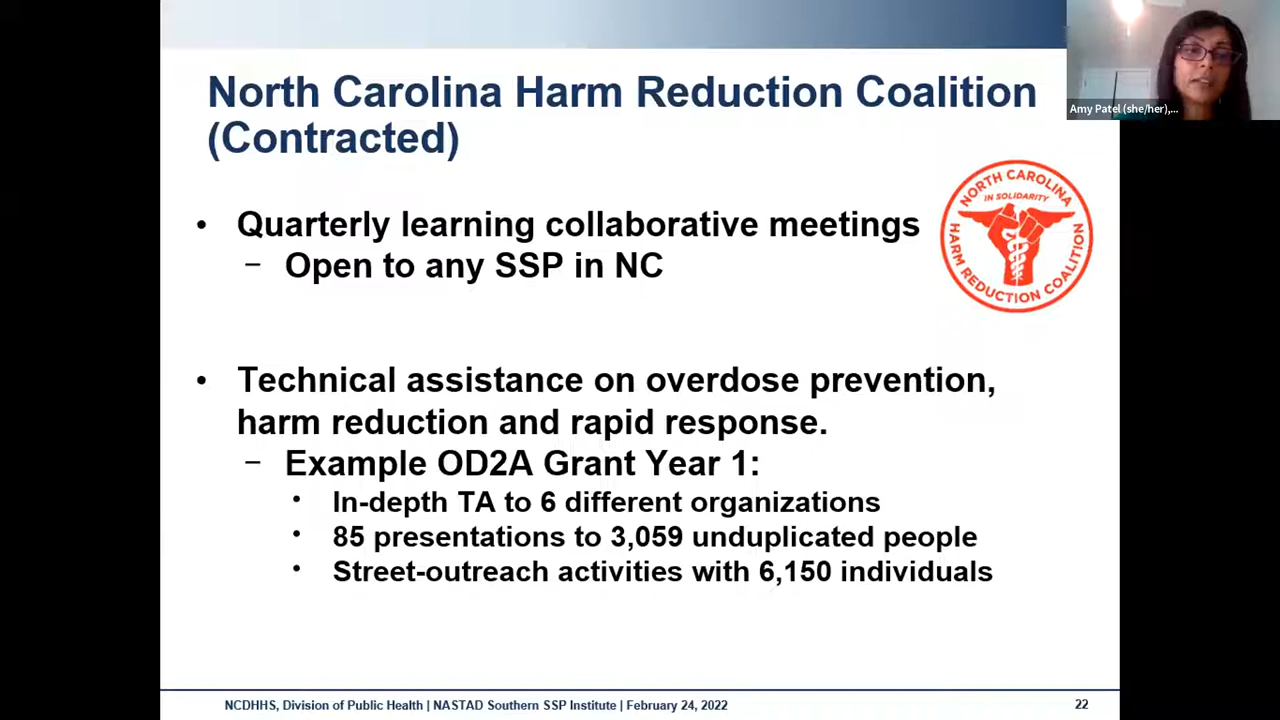 North Carolina Harm Reduction Coalition
(Contracted)
Amy Patel (she/her),...
NORTH CAROLINA
IN SOLIDARITY
HARM REDUCTION COALITION
• Quarterly learning collaborative meetings
− Open to any SSP in NC
• Technical assistance on overdose prevention,
harm reduction and rapid response.
− Example OD2A Grant Year 1:
• In-depth TA to 6 different organizations
• 85 presentations to 3,059 unduplicated people
• Street-outreach activities with 6,150 individuals
NCDHHS, Division of Public Health | NASTAD Southern SSP Institute | February 24, 2022
22